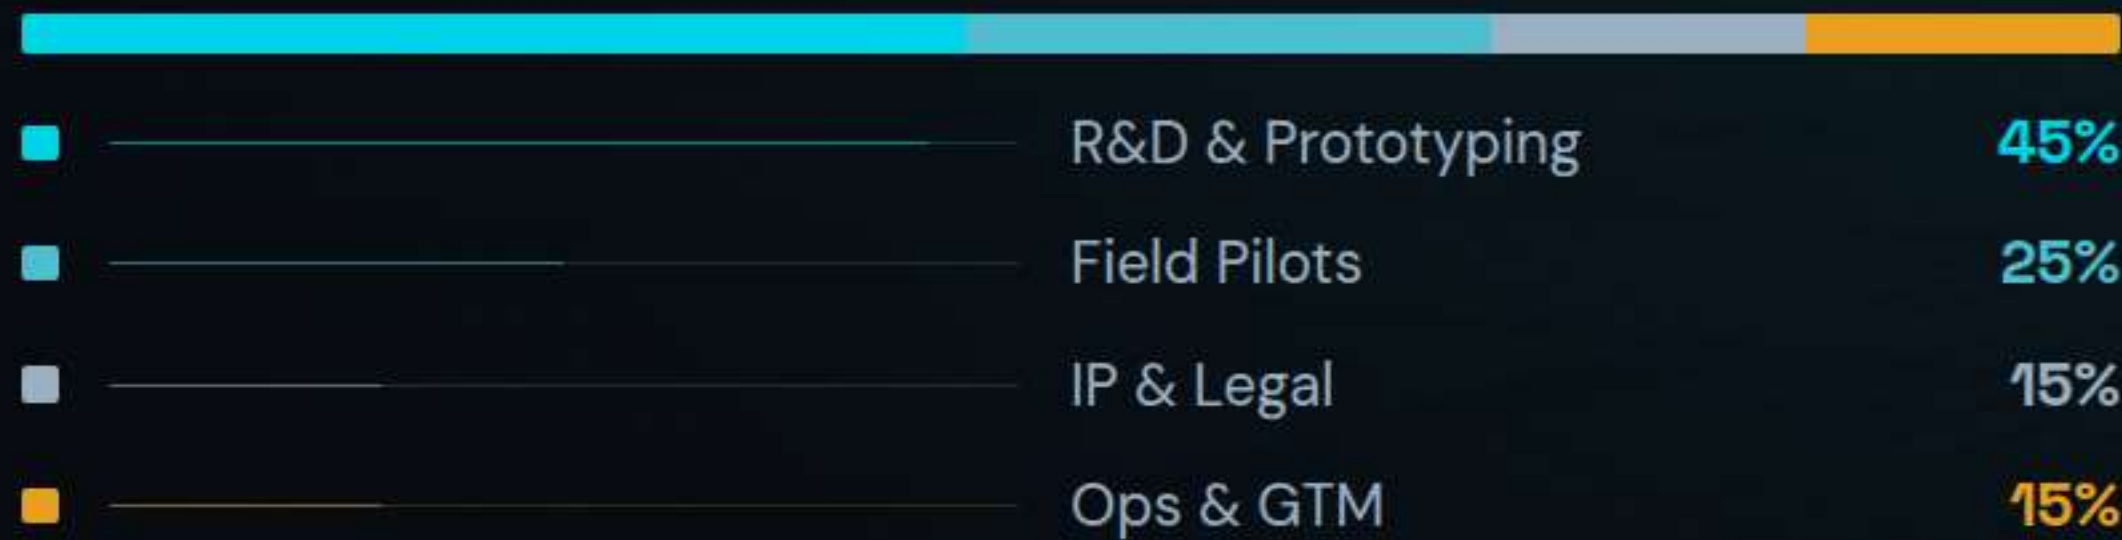 R&D & Prototyping 45%
Field Pilots 25%
IP & Legal 15%
Ops & GTM 15%